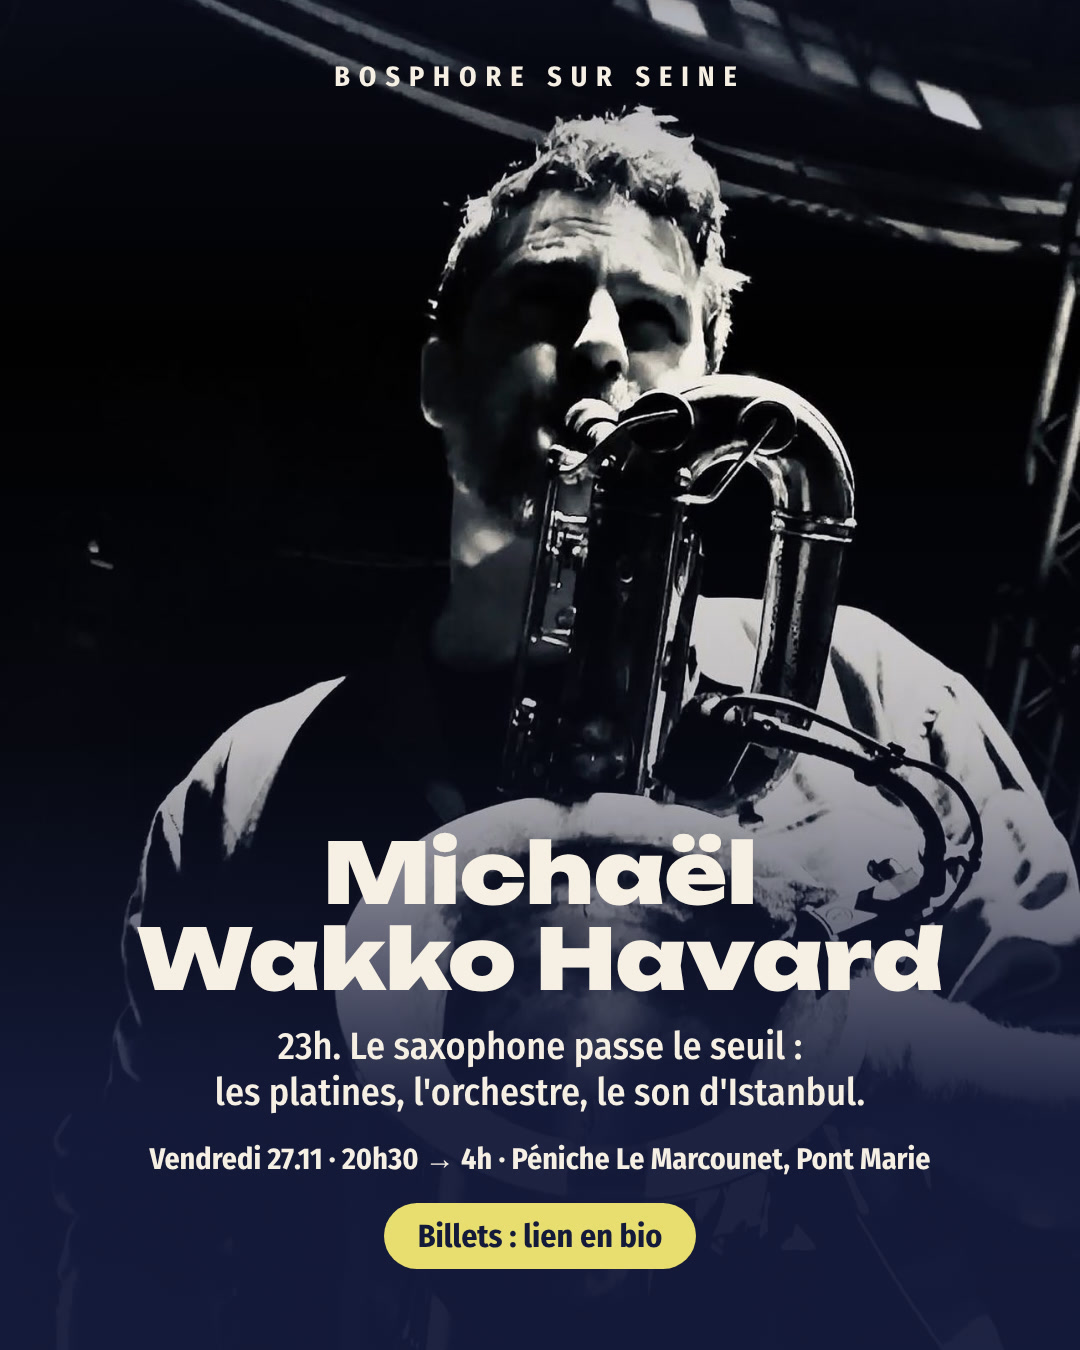 BOSPHORE SUR SEINE
Michaël
Wakko Havard
23h. Le saxophone passe le seuil :
les platines, l'orchestre, le son d'Istanbul.
Vendredi 27.11 · 20h30 → 4h · Péniche Le Marcounet, Pont Marie
Billets : lien en bio